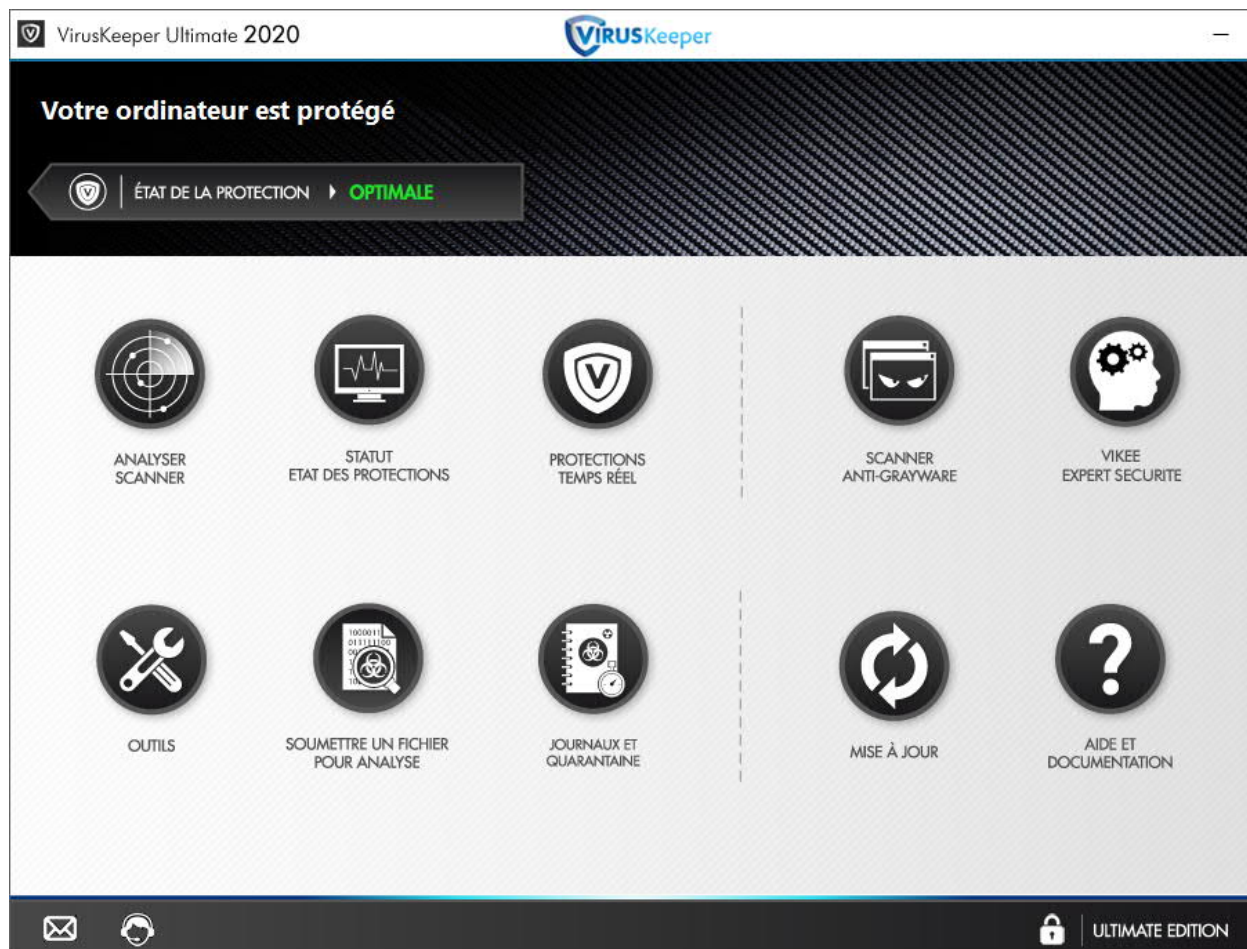 VirusKeeper Ultimate 2020
VIRUSKeeper
Votre ordinateur est protégé
ÉTAT DE LA PROTECTION
OPTIMALE
ANALYSER
SCANNER
STATUT
ETAT DES PROTECTIONS
PROTECTIONS
TEMPS RÉEL
SCANNER
ANTI-GRAYWARE
VIKEE
EXPERT SECURITE
OUTILS
SOUMETTRE UN FICHIER
POUR ANALYSE
JOURNAUX ET
QUARANTAINE
MISE À JOUR
AIDE ET
DOCUMENTATION
ULTIMATE EDITION